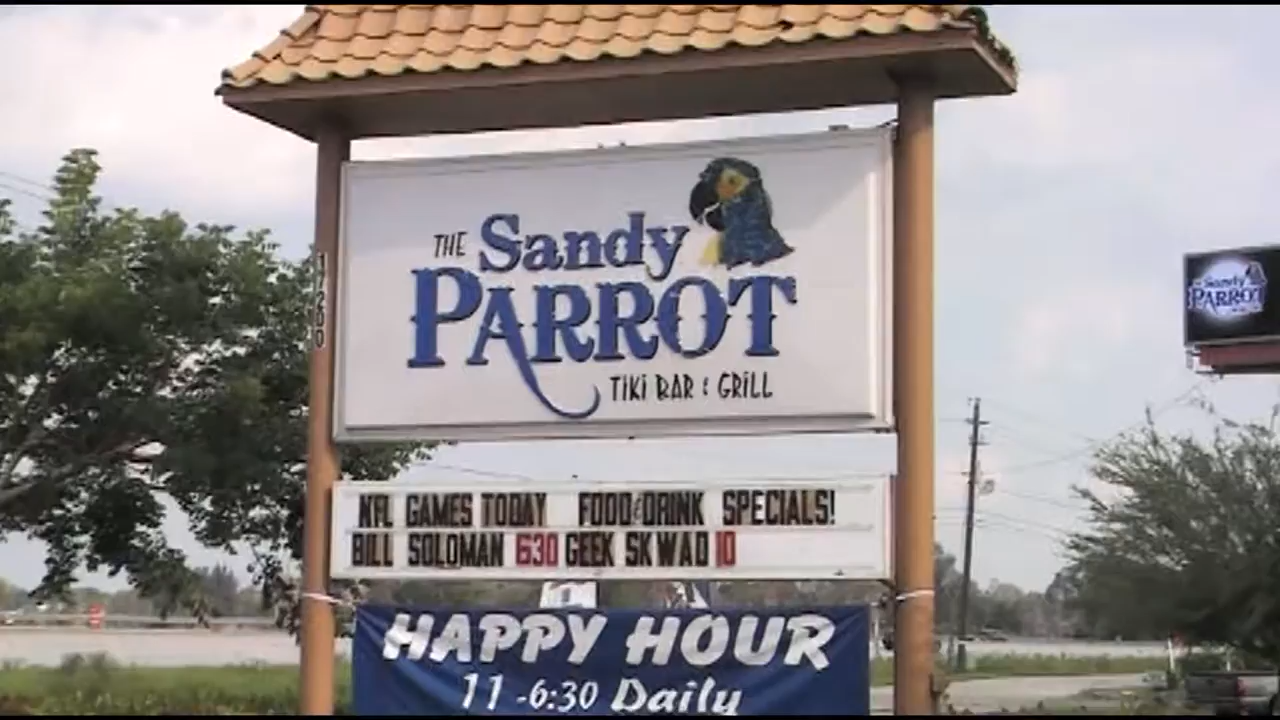 THE Sandy
PARROT
TIKI BAR & GRILL
NFL GAMES TODAY FOOD & DRINK SPECIALS!
BILL SOLOMAN 630 GEEK SKWAD 10
HAPPY HOUR
11 -6:30 Daily
Sandy
PARROT